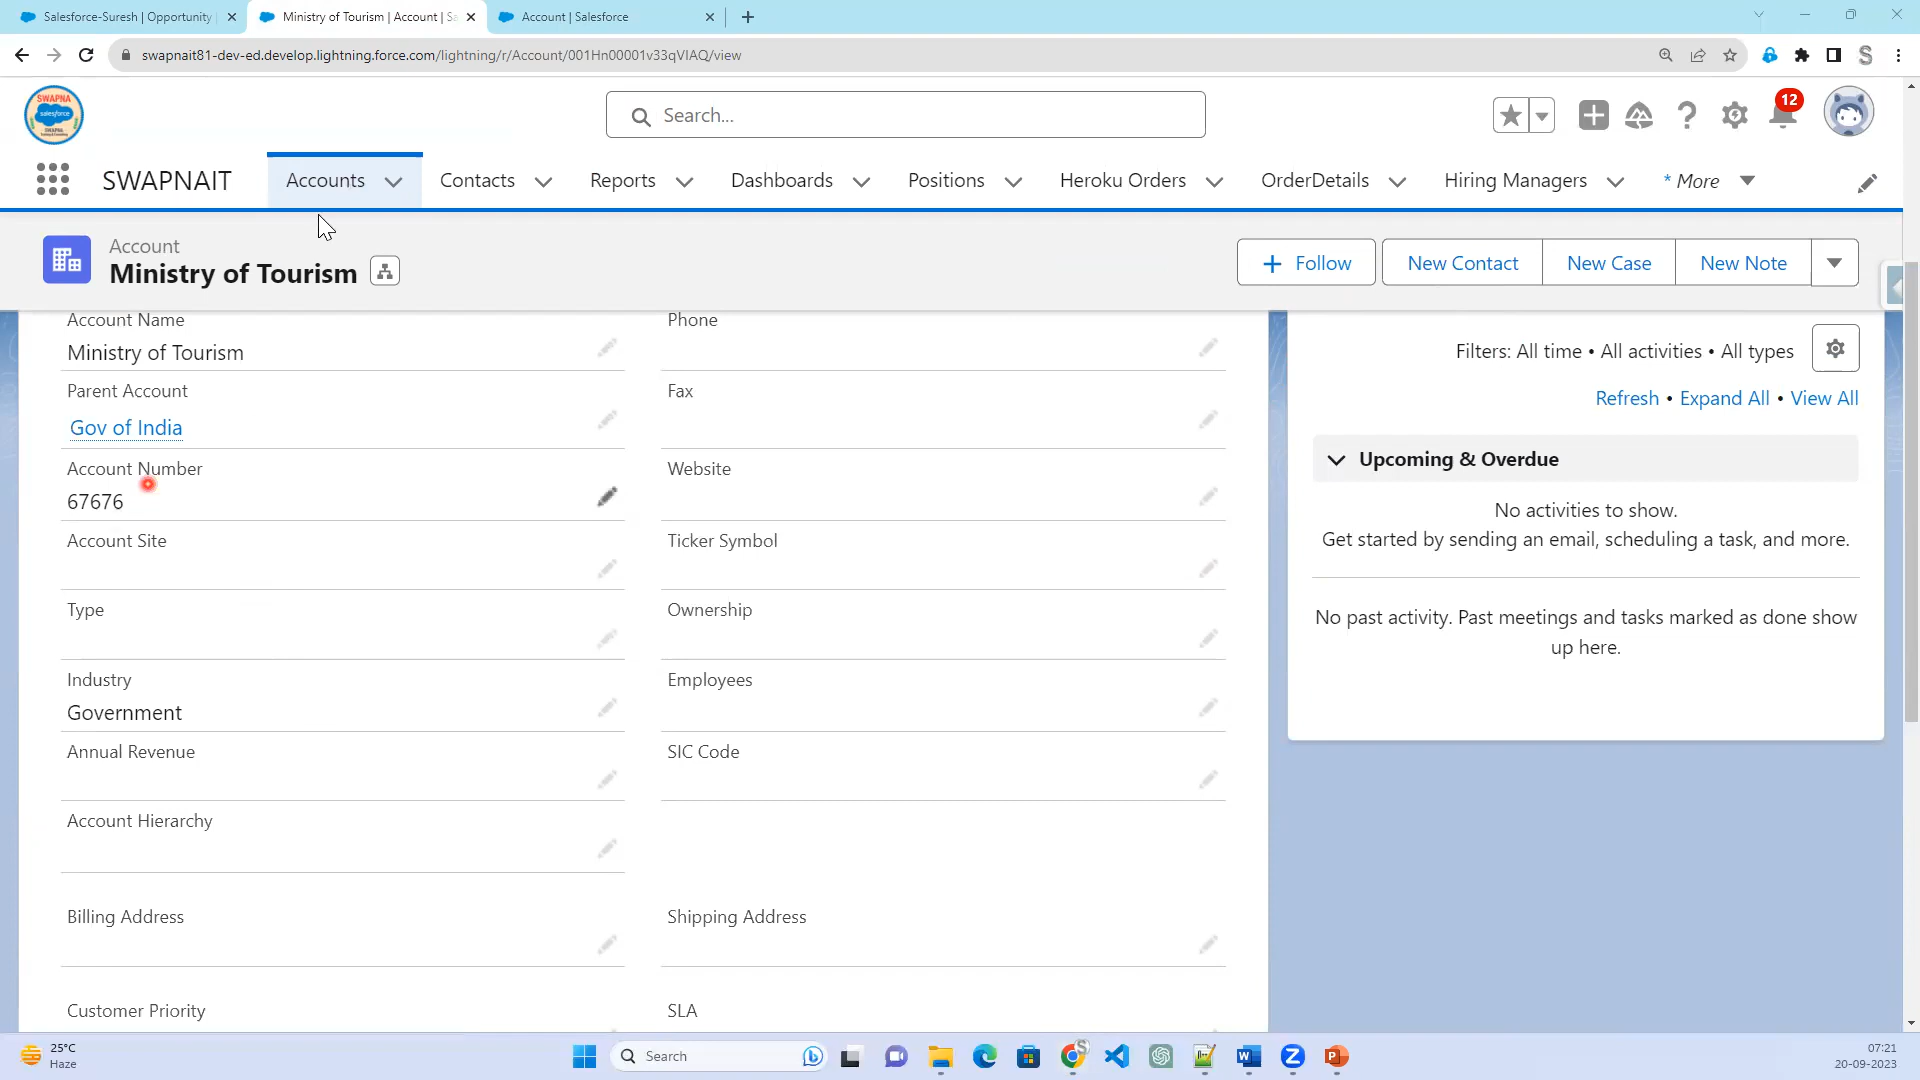 Salesforce-Suresh | Opportunity
Ministry of Tourism | Account | Sa
Account | Salesforce
swapnait81-dev-ed.develop.lightning.force.com/lightning/r/Account/001Hn00001v33qVIAQ/view
SWAPNA
salesforce
Search...
12
SWAPNAIT
Accounts
Contacts
Reports
Dashboards
Positions
Heroku Orders
OrderDetails
Hiring Managers
* More
Account
Ministry of Tourism
Follow
New Contact
New Case
New Note
Account Name
Ministry of Tourism
Phone
Parent Account
Gov of India
Fax
Account Number
67676
Website
Account Site
Ticker Symbol
Type
Ownership
Industry
Government
Employees
Annual Revenue
SIC Code
Account Hierarchy
Billing Address
Shipping Address
Customer Priority
SLA
Filters: All time • All activities • All types
Refresh • Expand All • View All
Upcoming & Overdue
No activities to show.
Get started by sending an email, scheduling a task, and more.
No past activity. Past meetings and tasks marked as done show
up here.
25°C
Haze
Search
07:21
20-09-2023